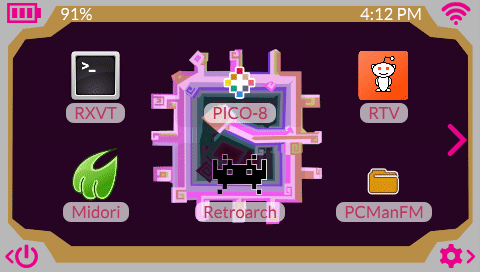 91%
4:12 PM
>_
RXVT
PICO-8
RTV
Midori
Retroarch
PCManFM